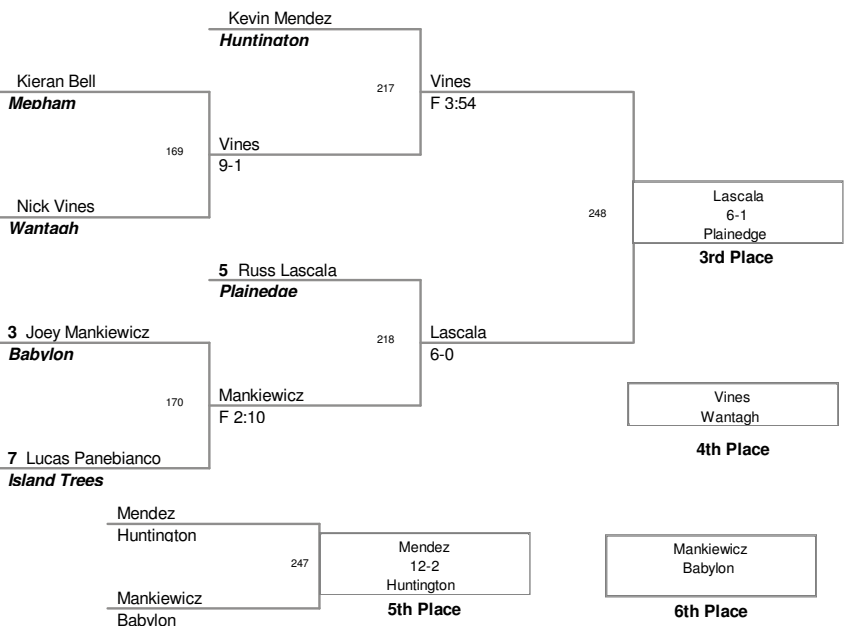 Kevin Mendez
Huntington
Kieran Bell
Mepham
217
Vines
F 3:54
169
Vines
9-1
Nick Vines
Wantagh
248
Lascala
6-1
Plainedge
3rd Place
5 Russ Lascala
Plainedge
3 Joey Mankiewicz
Babylon
218
Lascala
6-0
170
Mankiewicz
F 2:10
Vines
Wantagh
4th Place
7 Lucas Panebianco
Island Trees
Mendez
Huntington
247
Mendez
12-2
Huntington
5th Place
Mankiewicz
Babylon
Mankiewicz
Babylon
6th Place